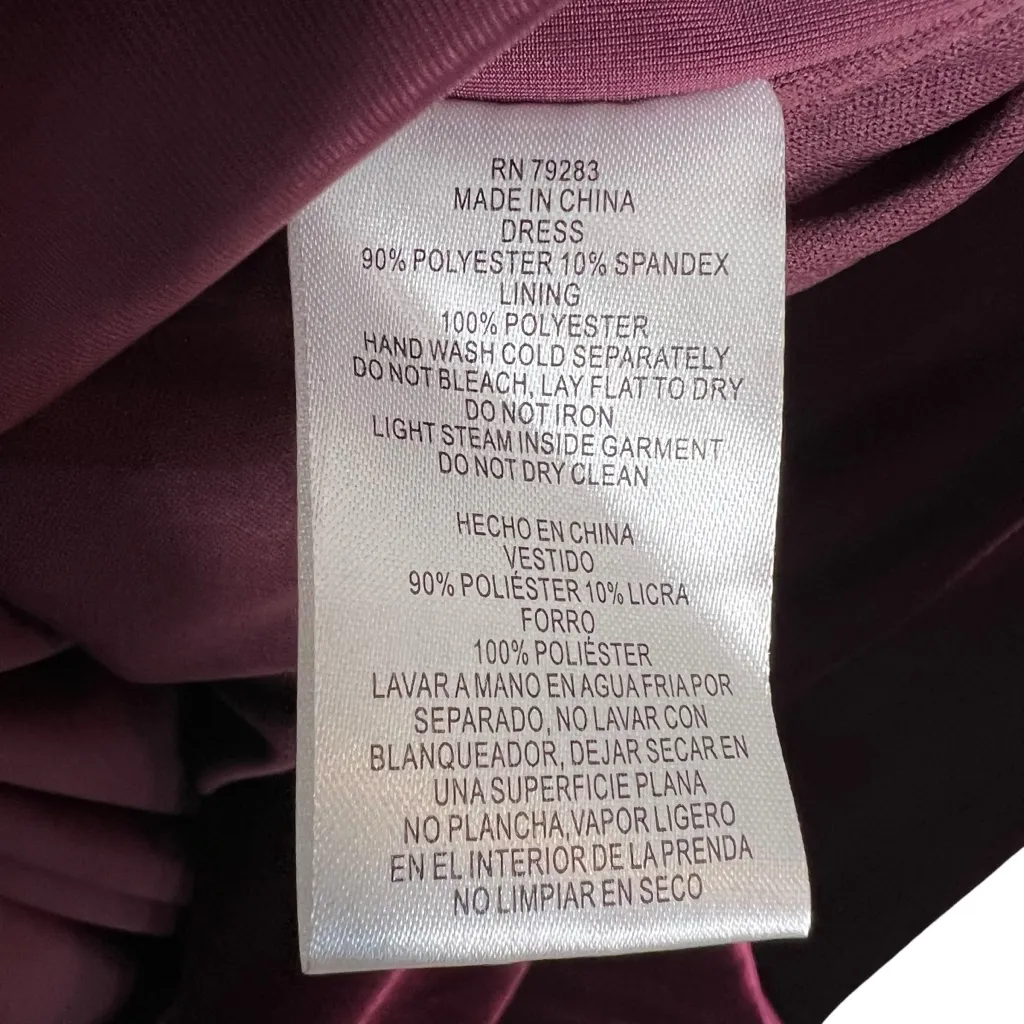 RN 79283
MADE IN CHINA
DRESS
90% POLYESTER 10% SPANDEX
LINING
100% POLYESTER
HAND WASH COLD SEPARATELY
DO NOT BLEACH, LAY FLAT TO DRY
DO NOT IRON
LIGHT STEAM INSIDE GARMENT
DO NOT DRY CLEAN
HECHO EN CHINA
VESTIDO
90% POLIÉSTER 10% LICRA
FORRO
100% POLIÉSTER
LAVAR A MANO EN AGUA FRIA POR
SEPARADO, NO LAVAR CON
BLANQUEADOR, DEJAR SECAR EN
UNA SUPERFICIE PLANA
NO PLANCHA, VAPOR LIGERO
EN EL INTERIOR DE LA PRENDA
NO LIMPIAR EN SECO